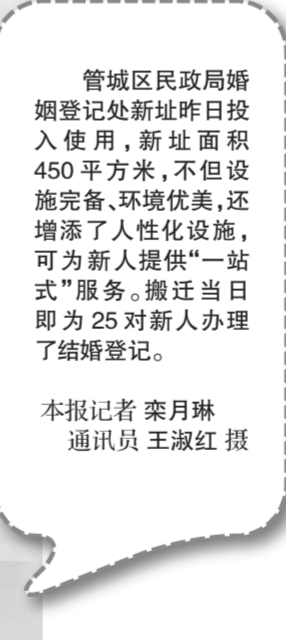 管城区民政局婚
姻登记处新址昨日投
入使用，新址面积
450平方米，不但设
施完备、环境优美，还
增添了人性化设施，
可为新人提供“一站
式”服务。搬迁当日
即为25对新人办理
了结婚登记。
本报记者 栾月琳
通讯员 王淑红 摄